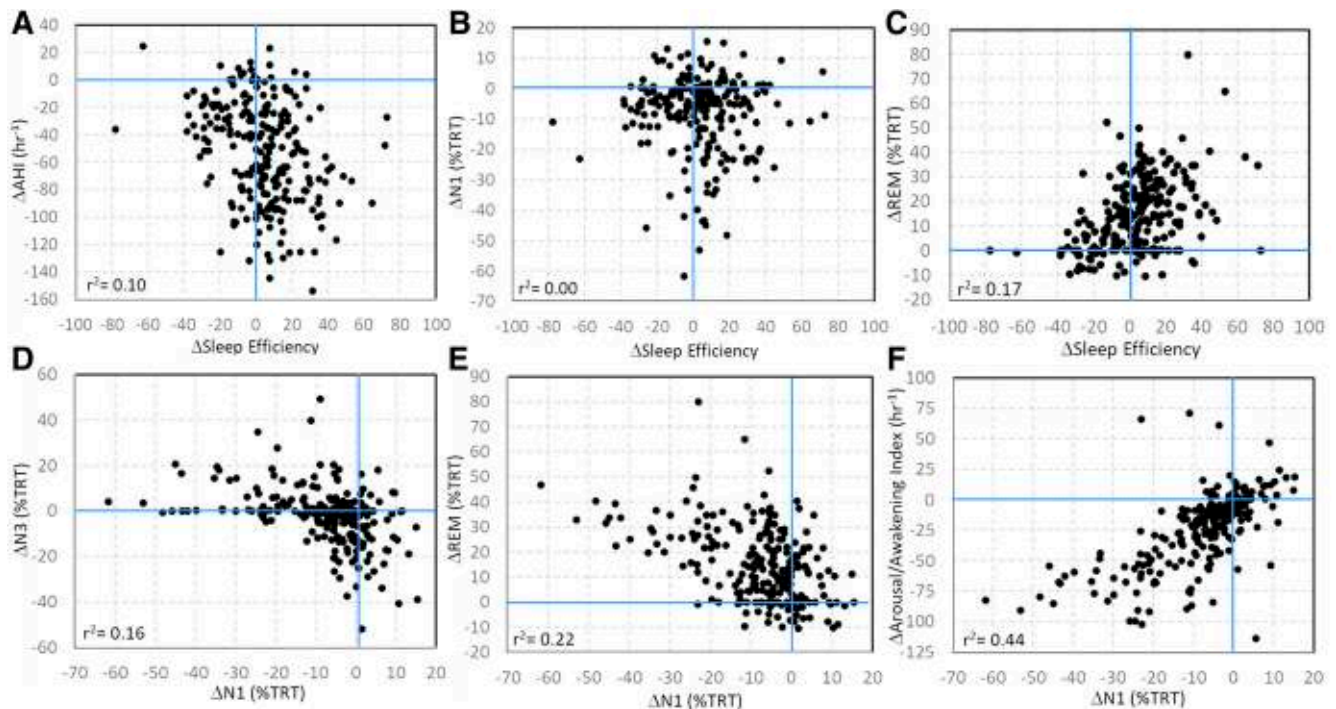 A
40
20
0
-20
-40
-60
-80
-100
-120
-140
-160
ΔAHI (hr⁻¹)
r²= 0.10
-100 -80 -60 -40 -20 0 20 40 60 80 100
ΔSleep Efficiency
B
20
10
0
-10
-20
-30
-40
-50
-60
-70
ΔN1 (%TRT)
r²= 0.00
-100 -80 -60 -40 -20 0 20 40 60 80 100
ΔSleep Efficiency
C
90
80
70
60
50
40
30
20
10
0
-10
-20
ΔREM (%TRT)
r²= 0.17
-100 -80 -60 -40 -20 0 20 40 60 80 100
ΔSleep Efficiency
D
60
40
20
0
-20
-40
-60
ΔN3 (%TRT)
r²= 0.16
-70 -60 -50 -40 -30 -20 -10 0 10 20
ΔN1 (%TRT)
E
90
80
70
60
50
40
30
20
10
0
-10
-20
ΔREM (%TRT)
r²= 0.22
-70 -60 -50 -40 -30 -20 -10 0 10 20
ΔN1 (%TRT)
F
100
75
50
25
0
-25
-50
-75
-100
125
ΔArousal/Awakening Index (hr⁻¹)
r²= 0.44
-70 -60 -50 -40 -30 -20 -10 0 10 20
ΔN1 (%TRT)